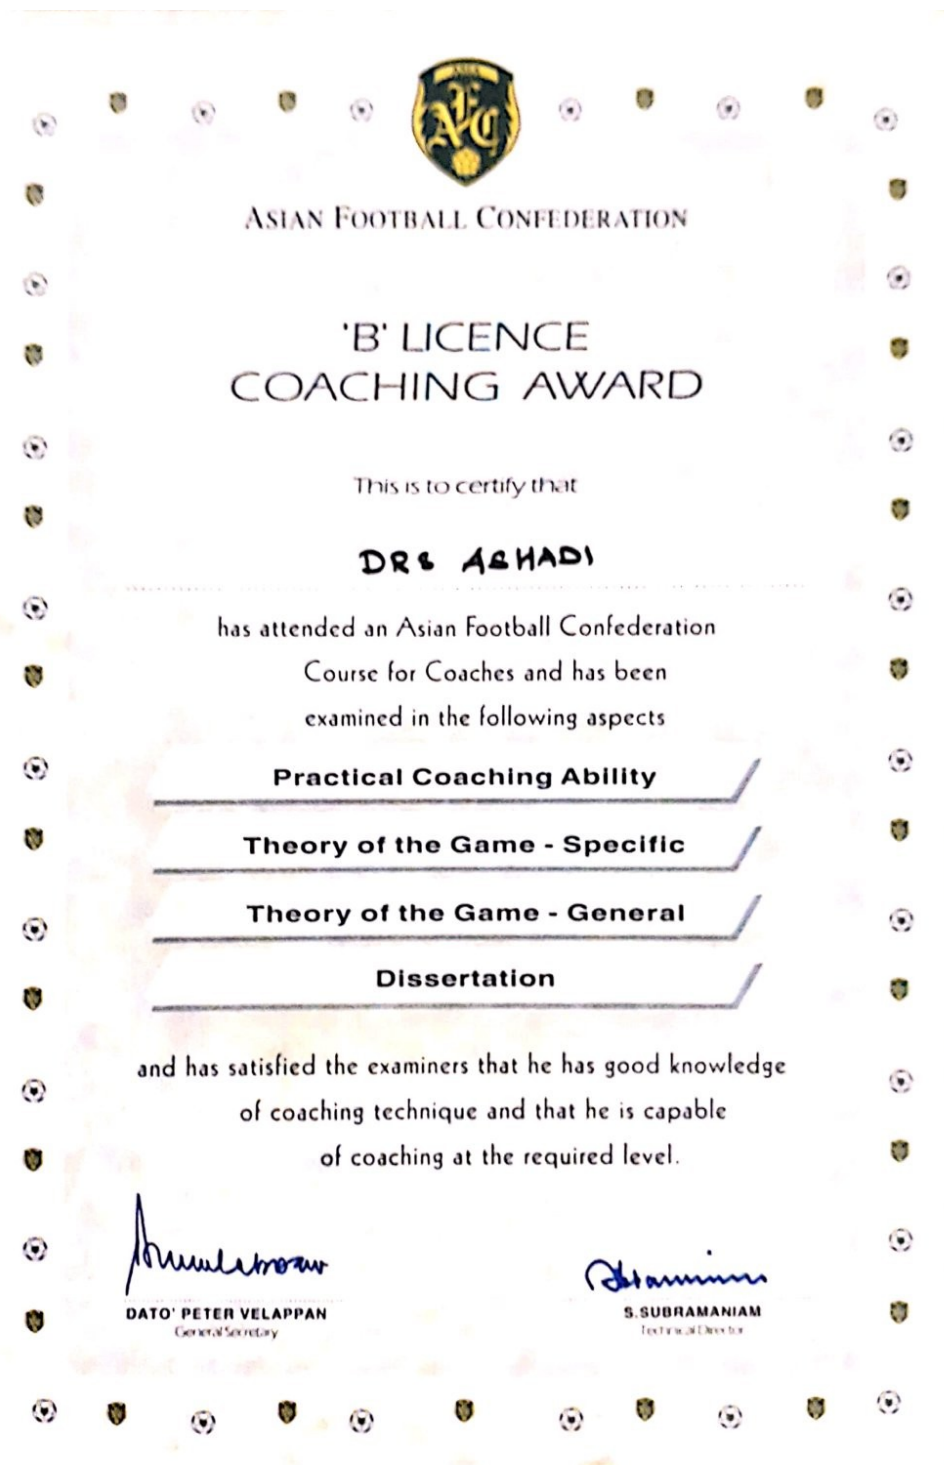 ASIA
AFC
ASIAN FOOTBALL CONFEDERATION
'B' LICENCE
COACHING AWARD
This is to certify that
DRS ASHADI
has attended an Asian Football Confederation
Course for Coaches and has been
examined in the following aspects
Practical Coaching Ability
Theory of the Game - Specific
Theory of the Game - General
Dissertation
and has satisfied the examiners that he has good knowledge
of coaching technique and that he is capable
of coaching at the required level.
DATO' PETER VELAPPAN
General Secretary
S.SUBRAMANIAM
Technical Director